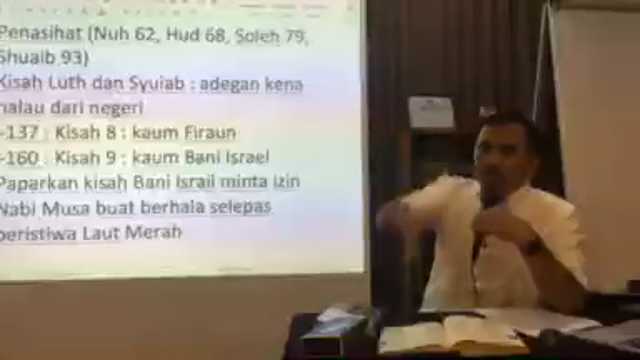 Penasihat (Nuh 62, Hud 68, Soleh 79,
Shuaib 93)
Kisah Luth dan Syuiab : adegan kena
halau dari negeri
-137 : Kisah 8 : kaum Firaun
-160 : Kisah 9 : kaum Bani Israel
Paparkan kisah Bani Israil minta izin
Nabi Musa buat berhala selepas
peristiwa Laut Merah